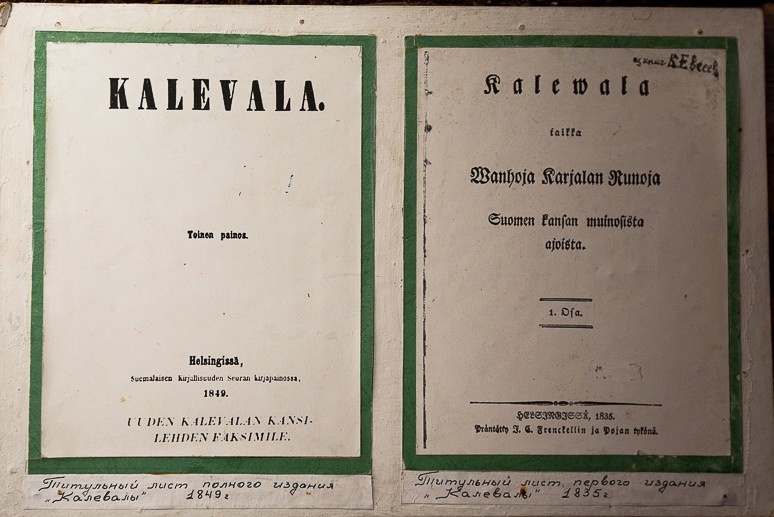 KALEVALA.
Toinen painos.
Helsingissä,
Suomalaisen Kirjallisuuden Seuran kirjapainossa,
1849.
UUDEN KALEVALAN KANSI-
LEHDEN FAKSIMILE.
Титульный лист полного издания
„Калевалы" 1849г
Kalewala
taikka
Wanhoja Karjalan Runoja
Suomen kansan muinosista
ajoista.
1. Osa.
HELSINGISSÄ, 1835.
Präntätty J. C. Frenckellin ja Pojan tykönä.
Титульный лист первого издания
„Калевалы" 1835г